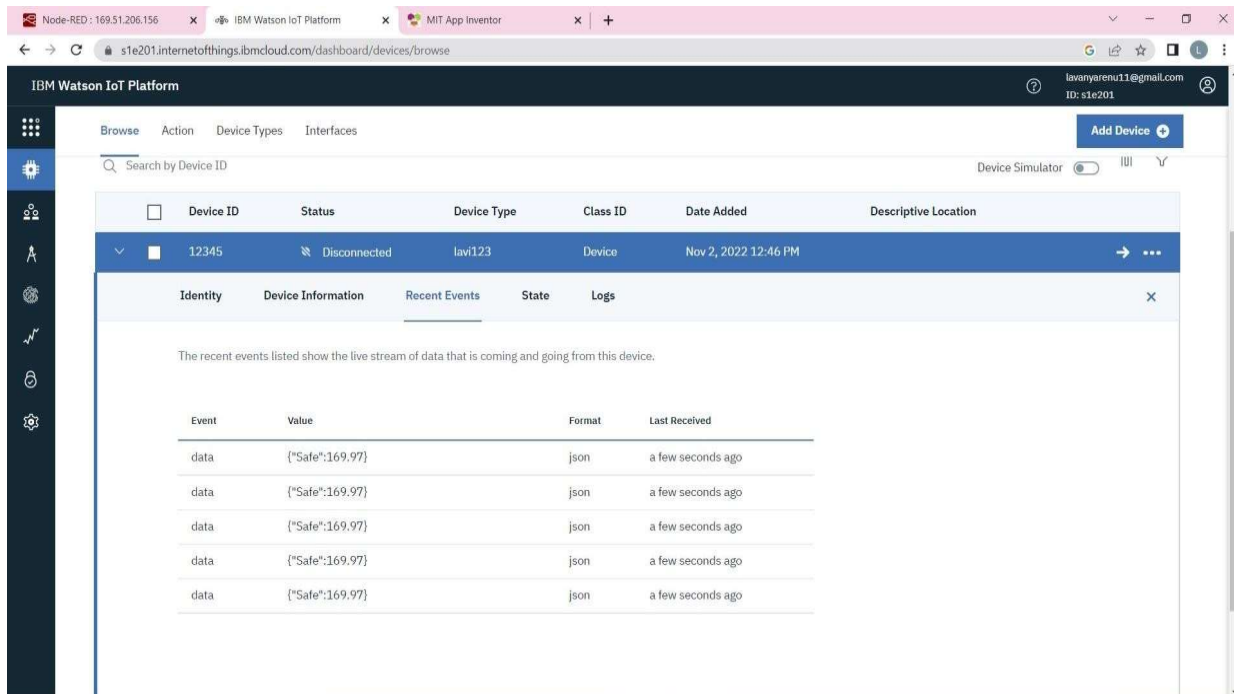 Node-RED : 169.51.206.156 IBM Watson IoT Platform MIT App Inventor
s1e201.internetofthings.ibmcloud.com/dashboard/devices/browse
IBM Watson IoT Platform
lavanyarenu11@gmail.com
ID: s1e201
Browse Action Device Types Interfaces Add Device
Search by Device ID Device Simulator
Device ID Status Device Type Class ID Date Added Descriptive Location
12345 Disconnected lavi123 Device Nov 2, 2022 12:46 PM
Identity Device Information Recent Events State Logs
The recent events listed show the live stream of data that is coming and going from this device.
Event Value Format Last Received
data {"Safe":169.97} json a few seconds ago
data {"Safe":169.97} json a few seconds ago
data {"Safe":169.97} json a few seconds ago
data {"Safe":169.97} json a few seconds ago
data {"Safe":169.97} json a few seconds ago